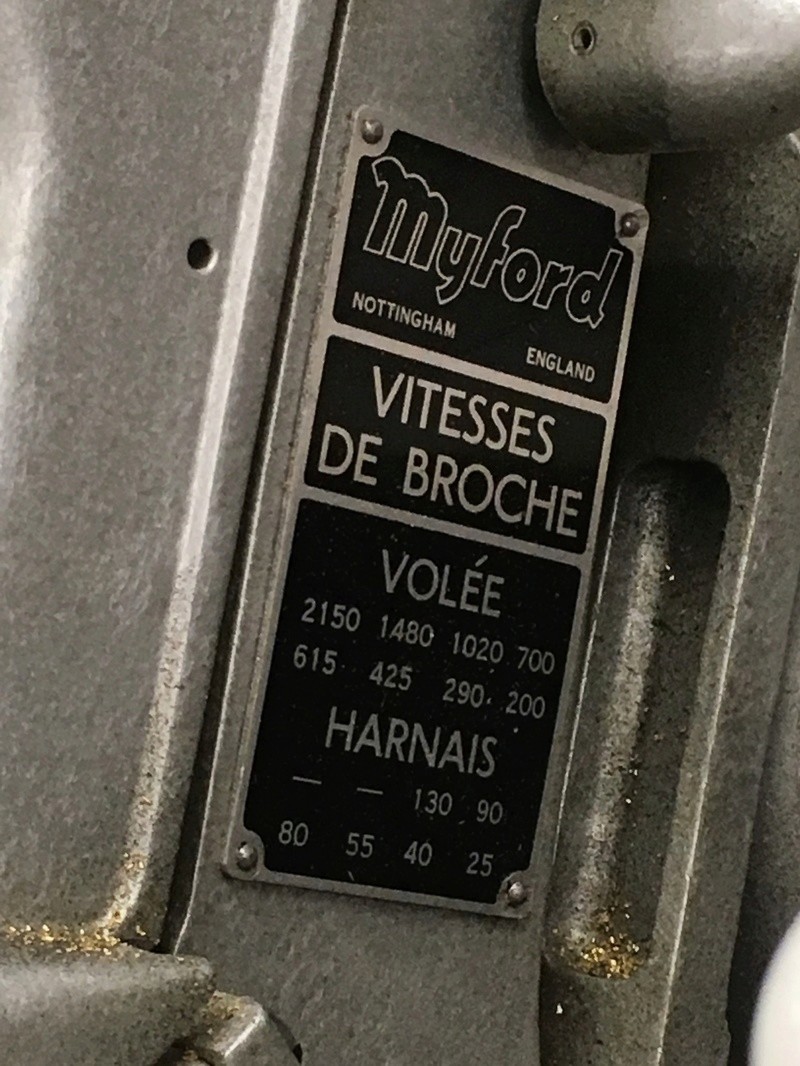 Myford
NOTTINGHAM ENGLAND
VITESSES
DE BROCHE
VOLÉE
2150 1480 1020 700
615 425 290 200
HARNAIS
— — 130 90
80 55 40 25